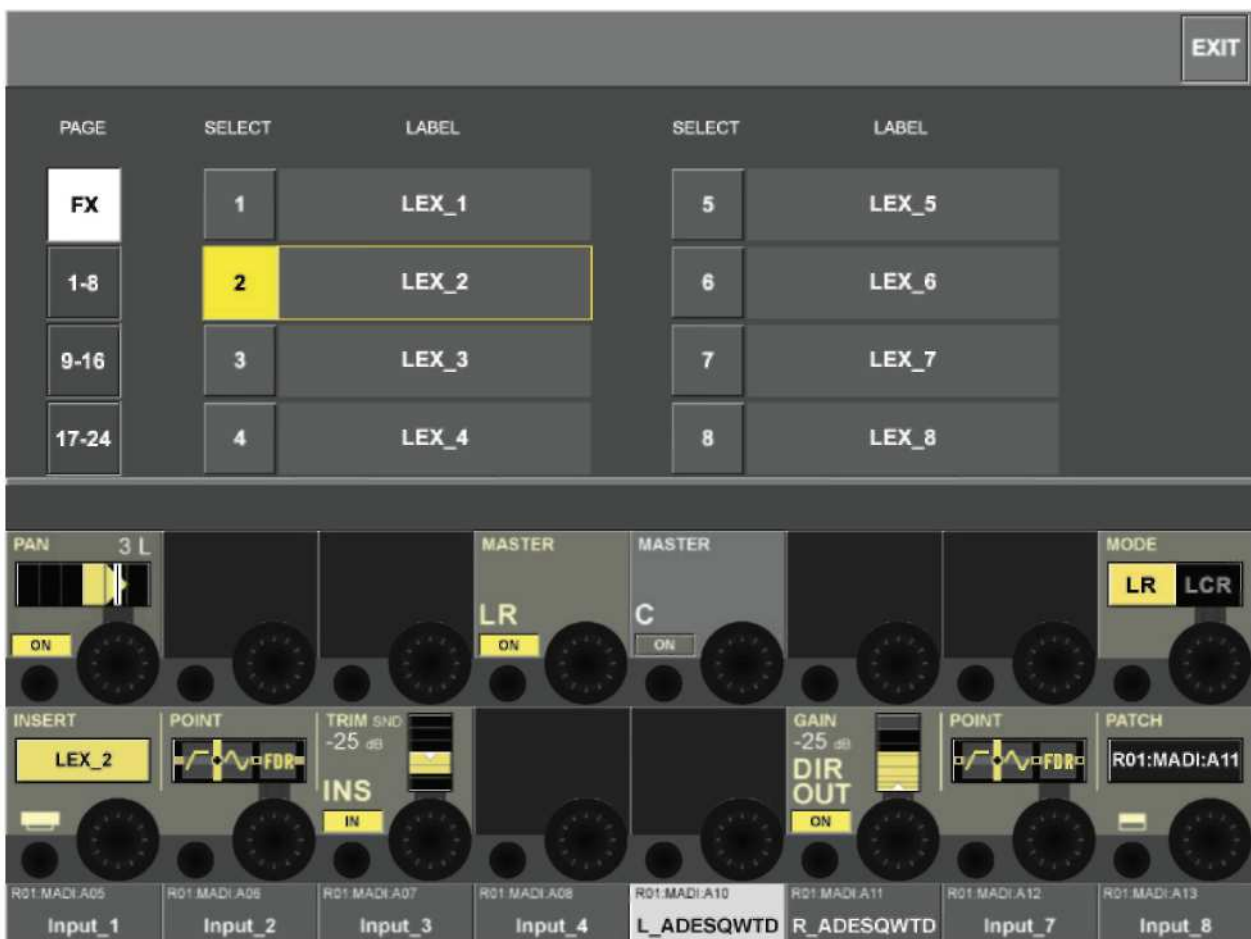 EXIT
PAGE SELECT LABEL SELECT LABEL
FX 1 LEX_1 5 LEX_5
1-8 2 LEX_2 6 LEX_6
9-16 3 LEX_3 7 LEX_7
17-24 4 LEX_4 8 LEX_8
PAN 3 L MASTER MASTER MODE
LR LCR
LR C
ON ON ON
INSERT POINT TRIM SND GAIN POINT PATCH
-25 dB -25 dB
LEX_2 FDR DIR FDR R01:MADI:A11
INS OUT
IN ON
R01:MADI:A05 R01:MADI:A06 R01:MADI:A07 R01:MADI:A08 R01:MADI:A10 R01:MADI:A11 R01:MADI:A12 R01:MADI:A13
Input_1 Input_2 Input_3 Input_4 L_ADESQWTD R_ADESQWTD Input_7 Input_8